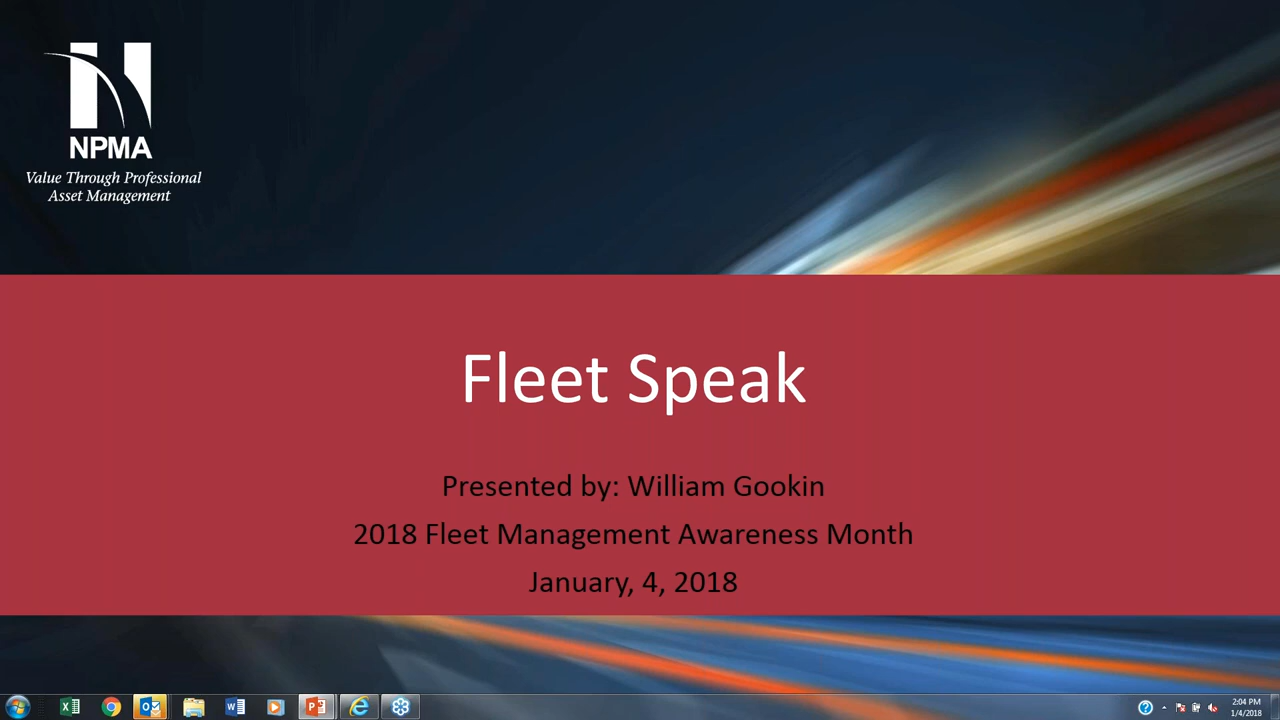 NPMA
Value Through Professional
Asset Management
Fleet Speak
Presented by: William Gookin
2018 Fleet Management Awareness Month
January, 4, 2018
2:04 PM
1/4/2018